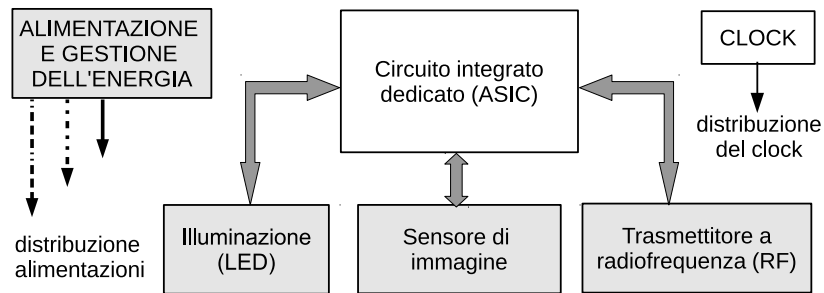 ALIMENTAZIONE
E GESTIONE
DELL'ENERGIA
Circuito integrato
dedicato (ASIC)
CLOCK
distribuzione
del clock
distribuzione
alimentazioni
Illuminazione
(LED)
Sensore di
immagine
Trasmettitore a
radiofrequenza (RF)